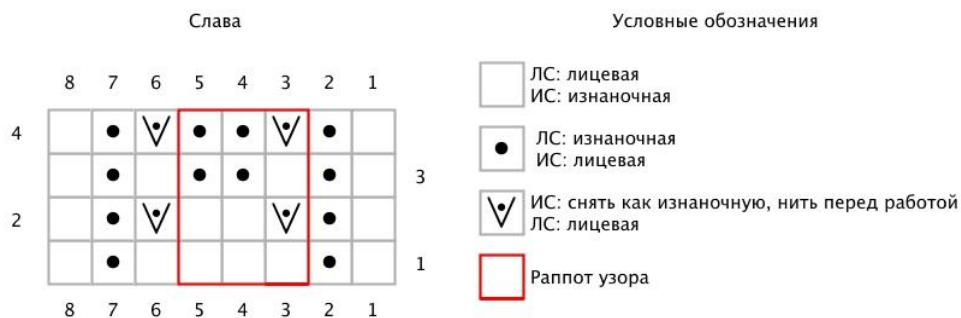 Слава
Условные обозначения
8 7 6 5 4 3 2 1
4
3
2
1
8 7 6 5 4 3 2 1
ЛС: лицевая
ИС: изнаночная
ЛС: изнаночная
ИС: лицевая
ИС: снять как изнаночную, нить перед работой
ЛС: лицевая
Раппот узора